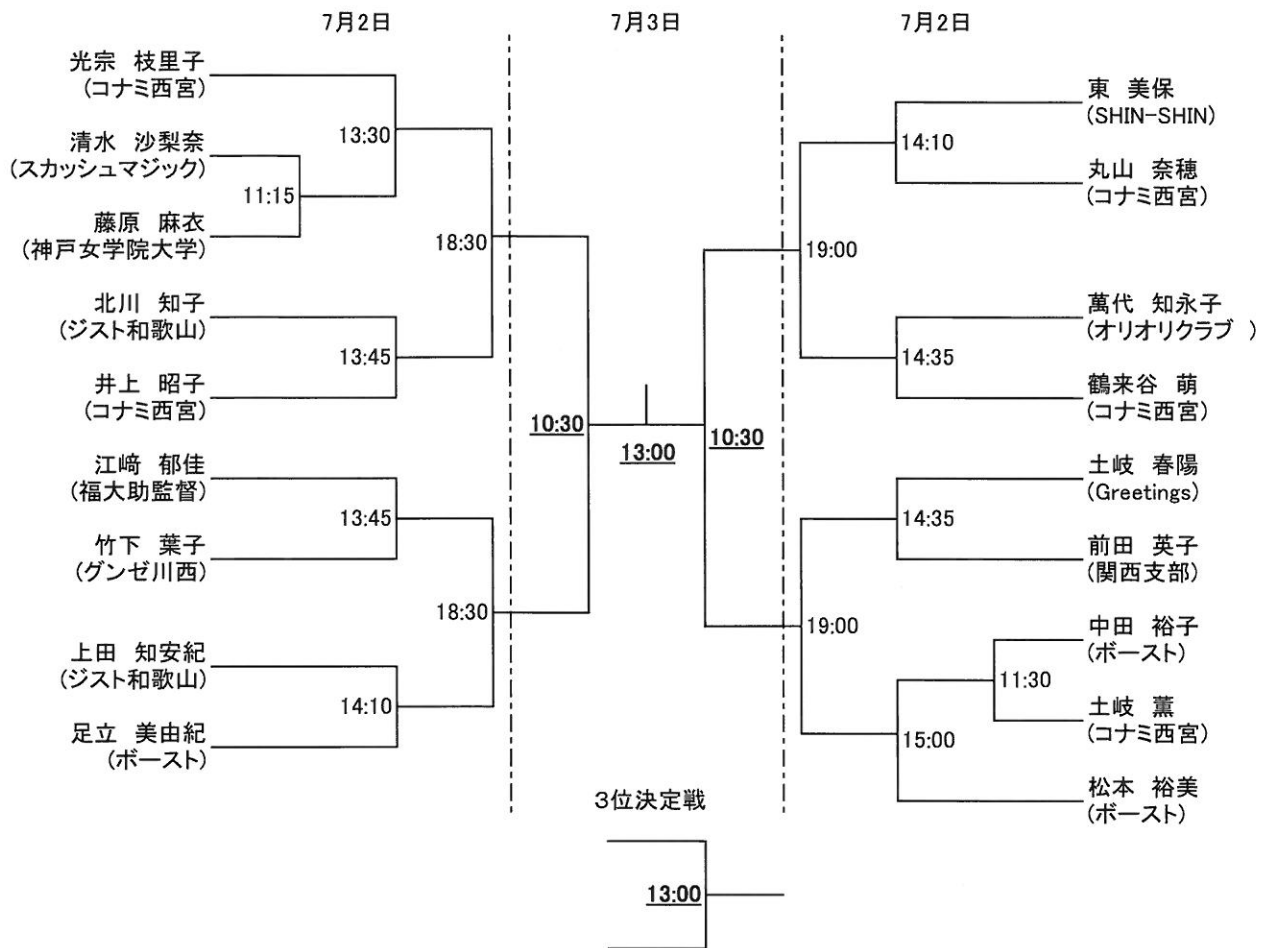 7月2日
7月3日
7月2日
光宗 枝里子
(コナミ西宮)
13:30
清水 沙梨奈
(スカッシュマジック)
11:15
藤原 麻衣
(神戸女学院大学)
18:30
北川 知子
(ジスト和歌山)
13:45
井上 昭子
(コナミ西宮)
10:30
江﨑 郁佳
(福大助監督)
13:45
竹下 葉子
(グンゼ川西)
18:30
上田 知安紀
(ジスト和歌山)
14:10
足立 美由紀
(ボースト)
13:00
東 美保
(SHIN-SHIN)
14:10
丸山 奈穂
(コナミ西宮)
19:00
萬代 知永子
(オリオリクラブ )
14:35
鶴来谷 萌
(コナミ西宮)
10:30
土岐 春陽
(Greetings)
14:35
前田 英子
(関西支部)
19:00
中田 裕子
(ボースト)
11:30
土岐 薫
(コナミ西宮)
15:00
松本 裕美
(ボースト)
3位決定戦
13:00